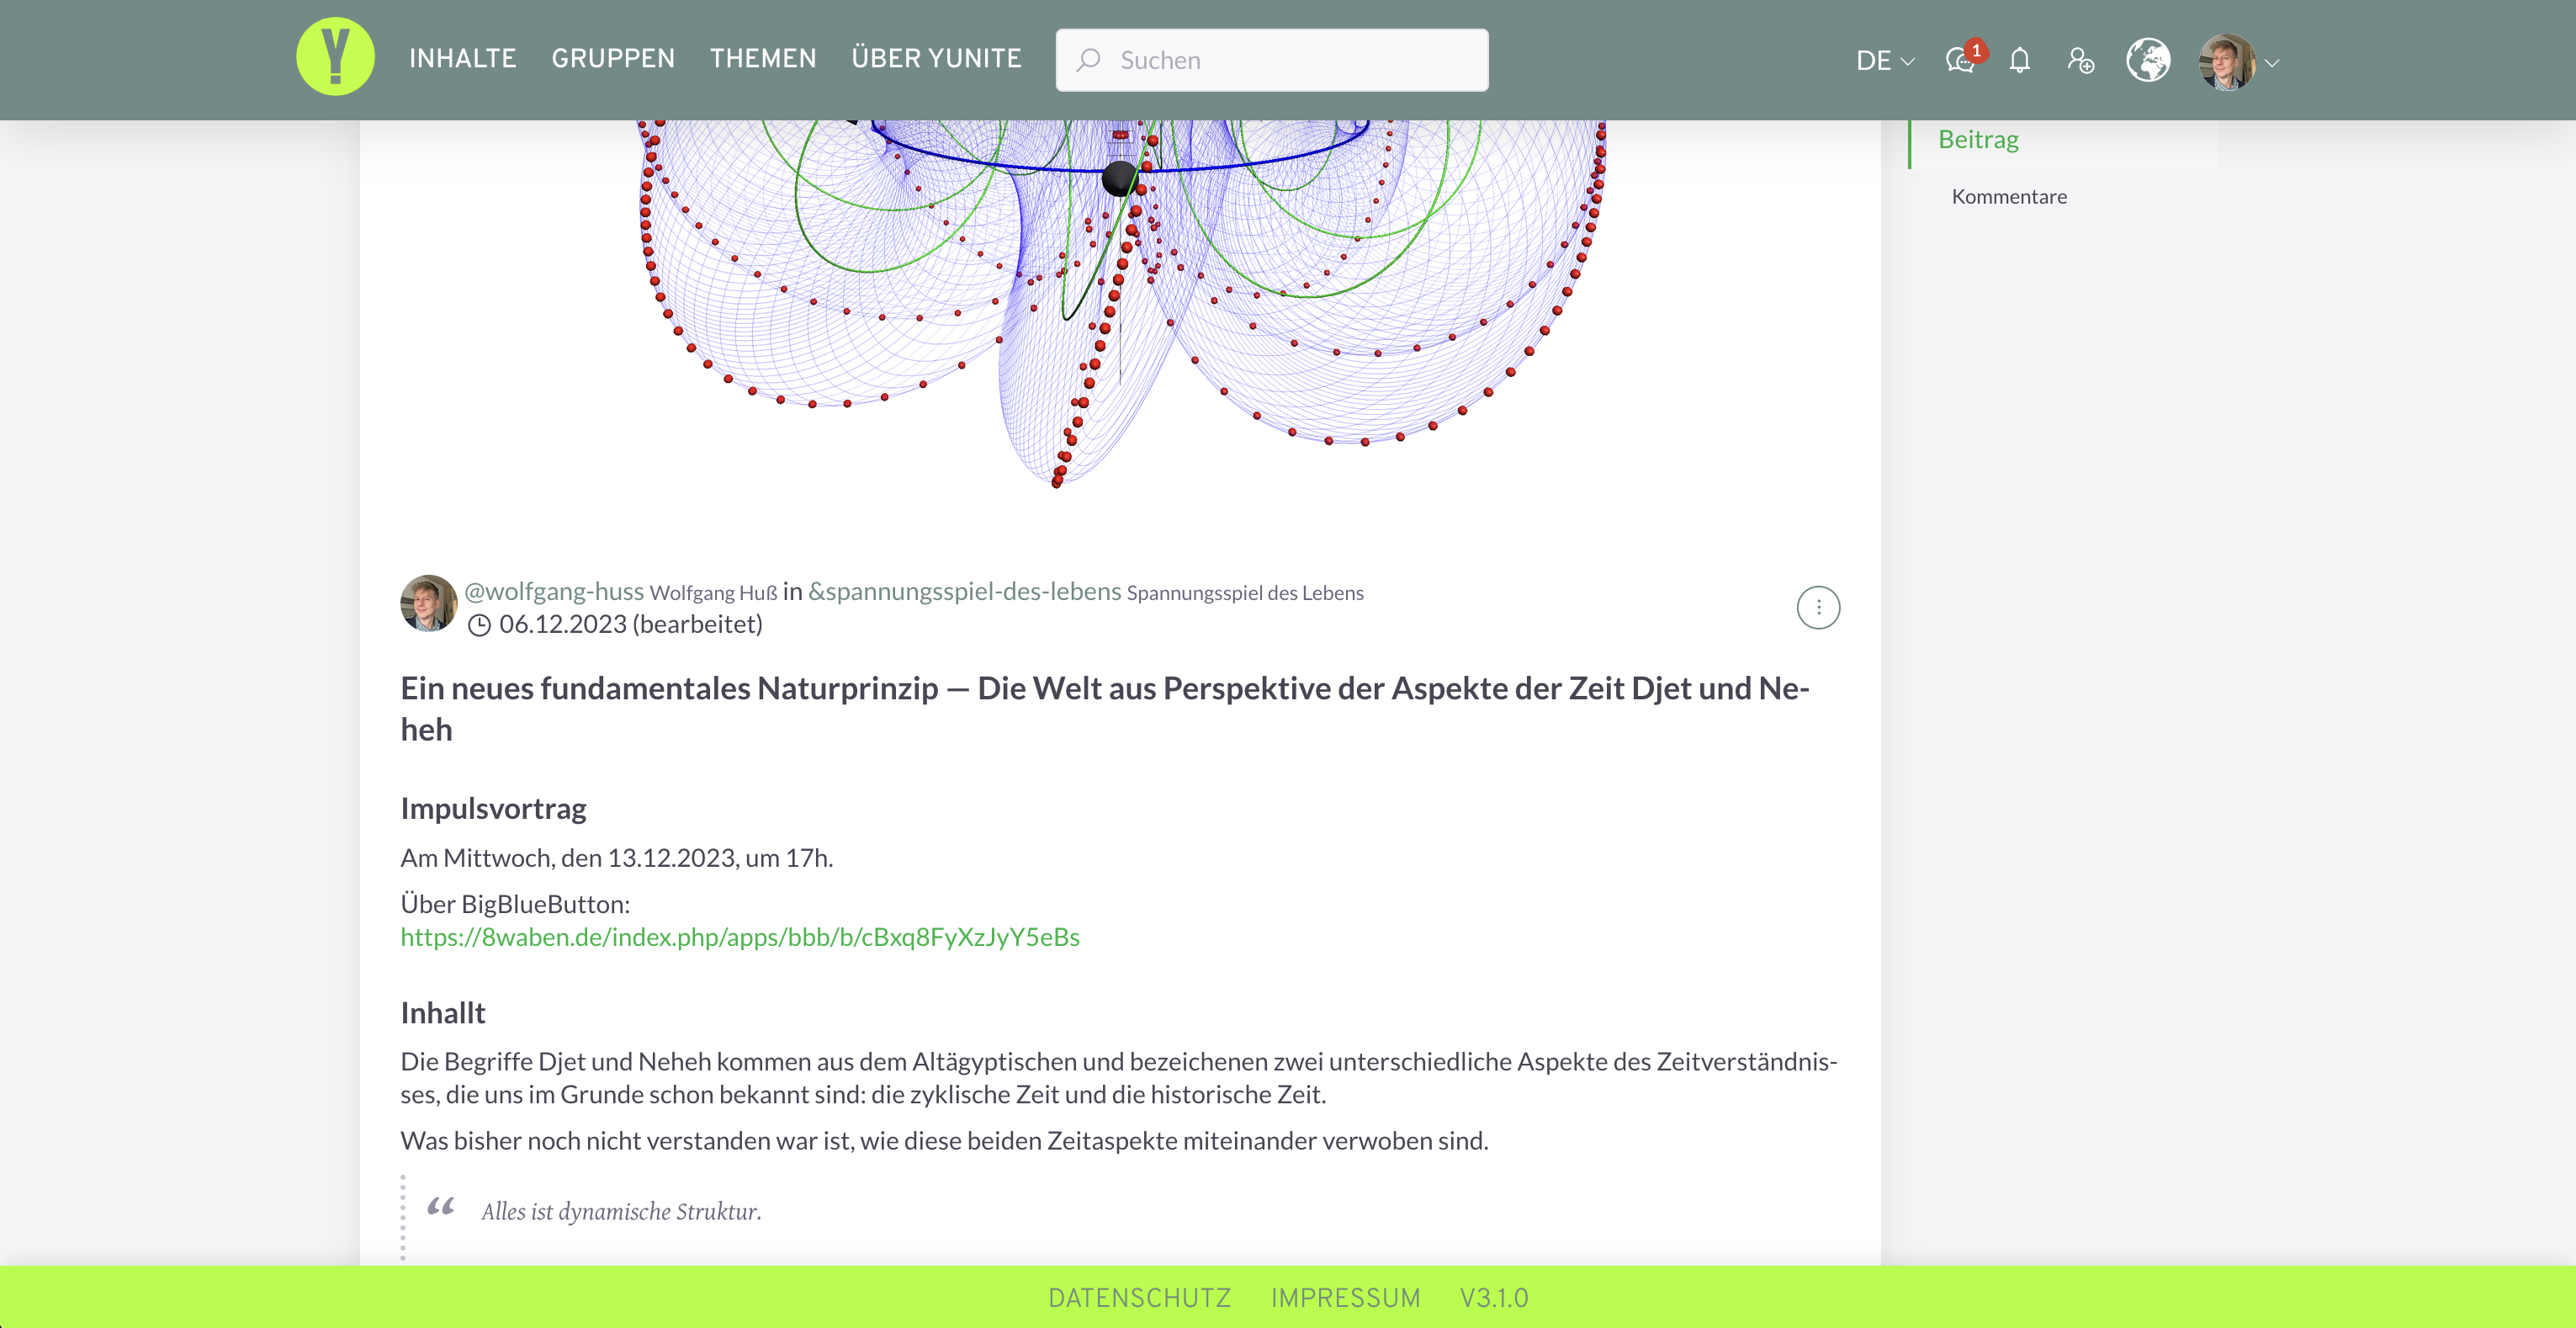 Y INHALTE GRUPPEN THEMEN ÜBER YUNITE Suchen DE 1
Beitrag
Kommentare
@wolfgang-huss Wolfgang Huß in &spannungsspiel-des-lebens Spannungsspiel des Lebens
06.12.2023 (bearbeitet)
Ein neues fundamentales Naturprinzip — Die Welt aus Perspektive der Aspekte der Zeit Djet und Ne-
heh
Impulsvortrag
Am Mittwoch, den 13.12.2023, um 17h.
Über BigBlueButton:
https://8waben.de/index.php/apps/bbb/b/cBxq8FyXzJyY5eBs
Inhallt
Die Begriffe Djet und Neheh kommen aus dem Altägyptischen und bezeichenen zwei unterschiedliche Aspekte des Zeitverständnis-
ses, die uns im Grunde schon bekannt sind: die zyklische Zeit und die historische Zeit.
Was bisher noch nicht verstanden war ist, wie diese beiden Zeitaspekte miteinander verwoben sind.
“ Alles ist dynamische Struktur.
DATENSCHUTZ IMPRESSUM V3.1.0